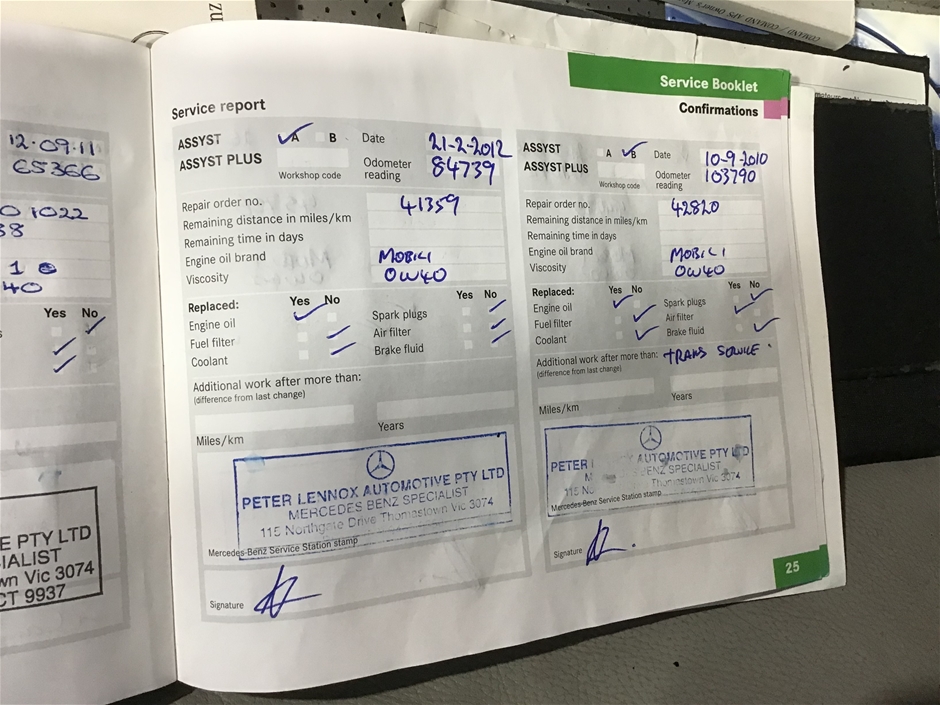 12·09·11
65366
1022
Yes No
E PTY LTD
IALIST
wn Vic 3074
CT 9937
Service report
ASSYST A B Date 21-2-2012
ASSYST PLUS Odometer reading 84739
Workshop code
Repair order no. 41359
Remaining distance in miles/km
Remaining time in days
Engine oil brand MOBIL 1
Viscosity 0W40
Replaced: Yes No Yes No
Engine oil Spark plugs
Fuel filter Air filter
Coolant Brake fluid
Additional work after more than:
(difference from last change)
Miles/km Years
PETER LENNOX AUTOMOTIVE PTY LTD
MERCEDES BENZ SPECIALIST
115 Northgate Drive Thomastown Vic 3074
Mercedes-Benz Service Station stamp
Signature
Service Booklet
Confirmations
ASSYST A B Date 10-9-2010
ASSYST PLUS Odometer reading 103790
Workshop code
Repair order no. 42820
Remaining distance in miles/km
Remaining time in days
Engine oil brand MOBIL 1
Viscosity 0W40
Replaced: Yes No Yes No
Engine oil Spark plugs
Fuel filter Air filter
Coolant Brake fluid
Additional work after more than: TRANS SERVICE.
(difference from last change)
Miles/km Years
PETER AUTOMOTIVE PTY LTD
BENZ SPECIALIST
115 Thomastown Vic 3074
Mercedes-Benz Service Station stamp
Signature
25